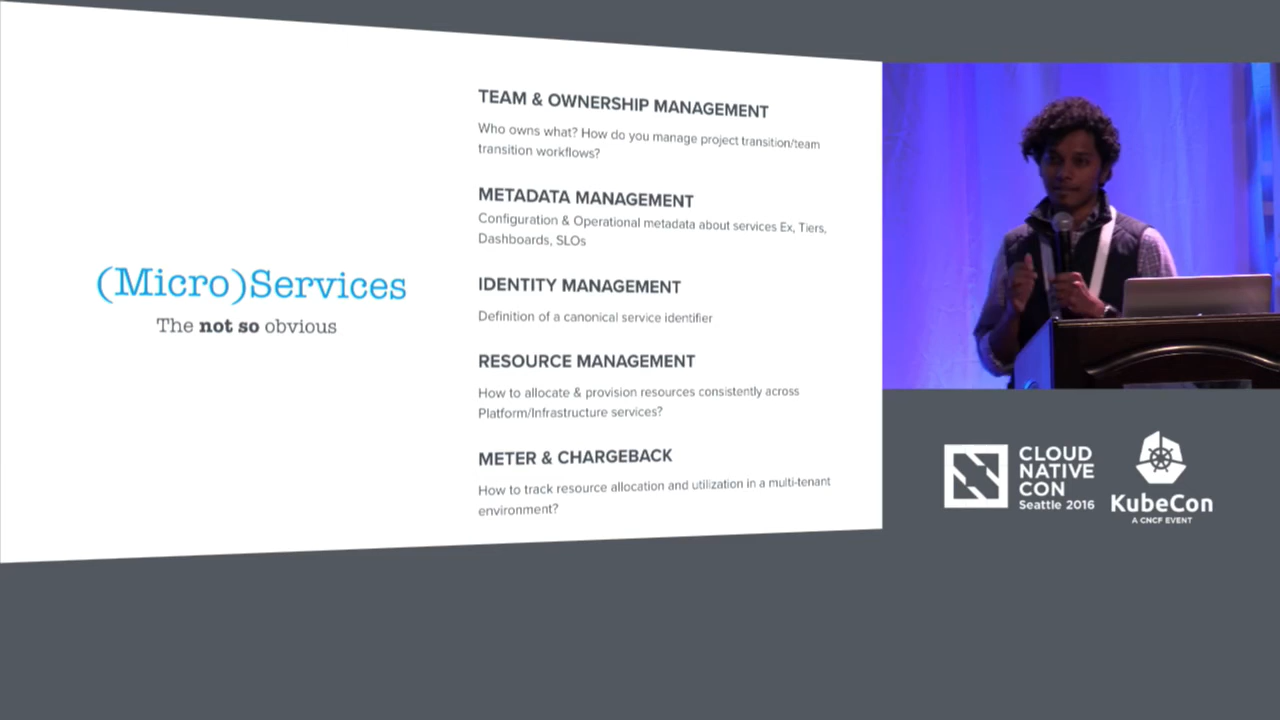 (Micro)Services
The not so obvious
TEAM & OWNERSHIP MANAGEMENT
Who owns what? How do you manage project transition/team
transition workflows?
METADATA MANAGEMENT
Configuration & Operational metadata about services Ex, Tiers,
Dashboards, SLOs
IDENTITY MANAGEMENT
Definition of a canonical service identifier
RESOURCE MANAGEMENT
How to allocate & provision resources consistently across
Platform/Infrastructure services?
METER & CHARGEBACK
How to track resource allocation and utilization in a multi-tenant
environment?
CLOUD
NATIVE
CON
Seattle 2016
KubeCon
A CNCF EVENT